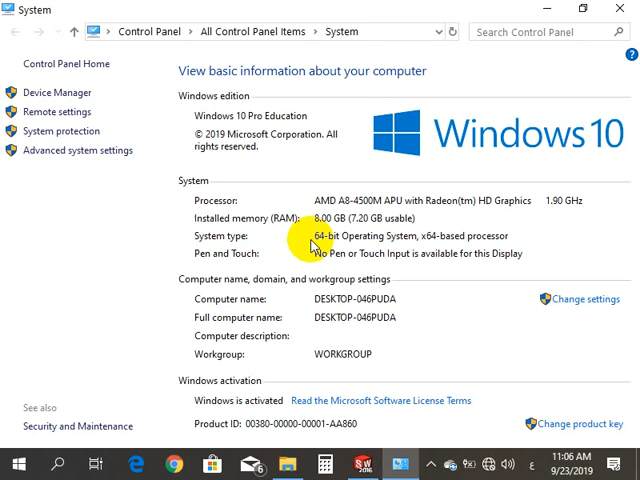 System
Control Panel > All Control Panel Items > System
Search Control Panel
Control Panel Home
Device Manager
Remote settings
System protection
Advanced system settings
View basic information about your computer
Windows edition
Windows 10 Pro Education
© 2019 Microsoft Corporation. All
rights reserved.
Windows 10
System
Processor: AMD A8-4500M APU with Radeon(tm) HD Graphics 1.90 GHz
Installed memory (RAM): 8.00 GB (7.20 GB usable)
System type: 64-bit Operating System, x64-based processor
Pen and Touch: No Pen or Touch Input is available for this Display
Computer name, domain, and workgroup settings
Computer name: DESKTOP-046PUDA
Change settings
Full computer name: DESKTOP-046PUDA
Computer description:
Workgroup: WORKGROUP
Windows activation
Windows is activated Read the Microsoft Software License Terms
Product ID: 00380-00000-00001-AA860
Change product key
See also
Security and Maintenance
6
SW
2016
ع
11:06 AM
9/23/2019